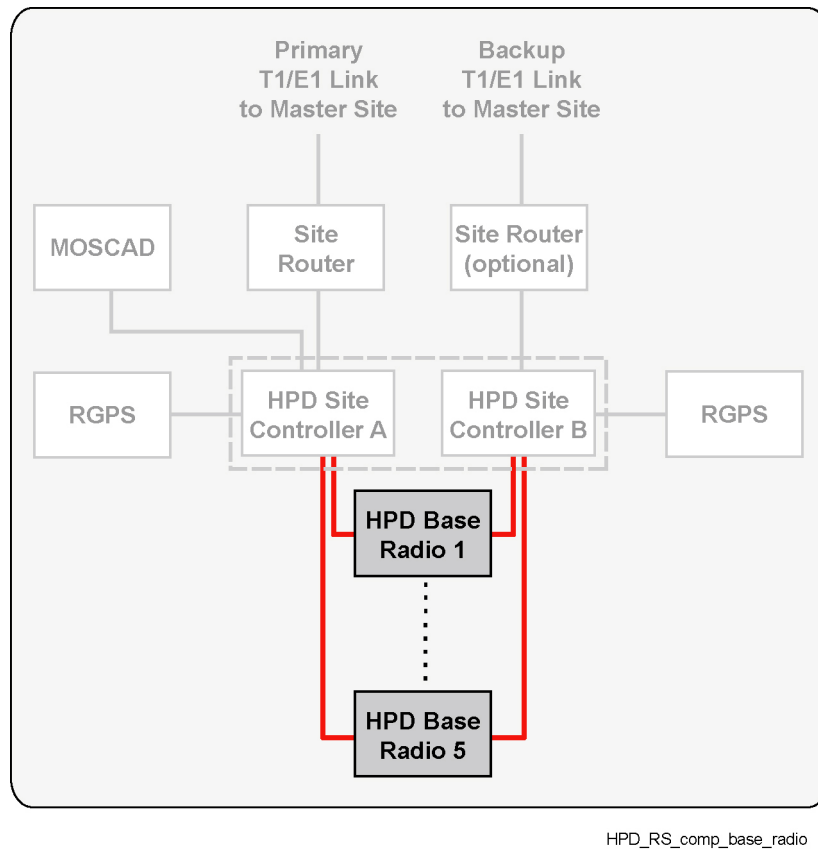 Primary
T1/E1 Link
to Master Site
Backup
T1/E1 Link
to Master Site
MOSCAD
Site
Router
Site Router
(optional)
RGPS
HPD Site
Controller A
HPD Site
Controller B
RGPS
HPD Base
Radio 1
HPD Base
Radio 5
HPD_RS_comp_base_radio